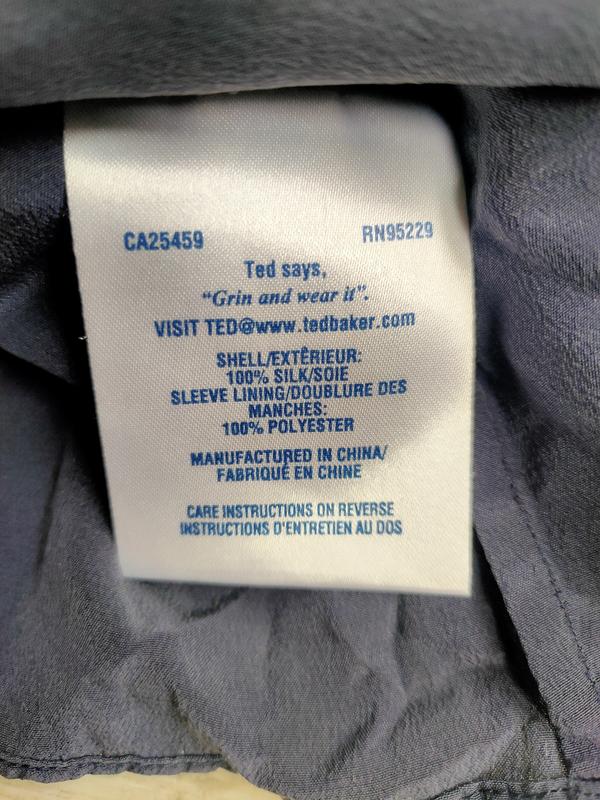 CA25459 RN95229
Ted says,
“Grin and wear it”.
VISIT TED@www.tedbaker.com
SHELL/EXTÊRIEUR:
100% SILK/SOIE
SLEEVE LINING/DOUBLURE DES
MANCHES:
100% POLYESTER
MANUFACTURED IN CHINA/
FABRIQUÉ EN CHINE
CARE INSTRUCTIONS ON REVERSE
INSTRUCTIONS D'ENTRETIEN AU DOS